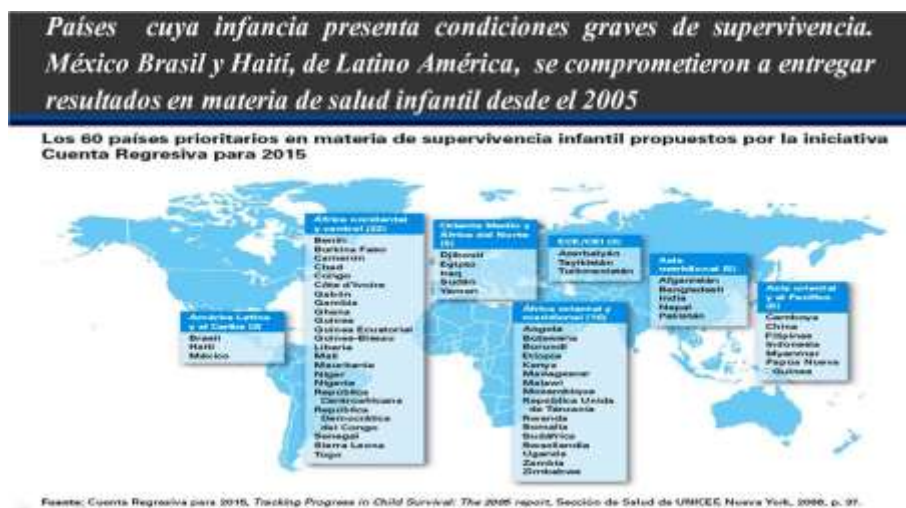 Países cuya infancia presenta condiciones graves de supervivencia.
México Brasil y Haití, de Latino América, se comprometieron a entregar
resultados en materia de salud infantil desde el 2005
Los 60 países prioritarios en materia de supervivencia infantil propuestos por la iniciativa
Cuenta Regresiva para 2015
América Latina
y el Caribe (3)
Brasil
Haití
México
África occidental
y central (22)
Benin
Burkina Faso
Camerún
Chad
Congo
Côte d'Ivoire
Gabón
Gambia
Ghana
Guinea
Guinea Ecuatorial
Guinea-Bissau
Liberia
Malí
Mauritania
Níger
Nigeria
República
Centroafricana
República
Democrática
del Congo
Senegal
Sierra Leona
Togo
Oriente Medio y
África del Norte
(5)
Djibouti
Egipto
Iraq
Sudán
Yemen
África oriental y
meridional (16)
Angola
Botswana
Burundi
Etiopía
Kenya
Madagascar
Malawi
Mozambique
República Unida
de Tanzanía
Rwanda
Somalia
Sudáfrica
Swazilandia
Uganda
Zambia
Zimbabwe
Azerbaiyán
Tayikistán
Turkmenistán
Asia
meridional (5)
Afganistán
Bangladesh
India
Nepal
Pakistán
Asia oriental
y el Pacífico
(6)
Camboya
China
Filipinas
Indonesia
Myanmar
Papua Nueva
Guinea
Fuente: Cuenta Regresiva para 2015, Tracking Progress in Child Survival: The 2005 report, Sección de Salud de UNICEF, Nueva York, 2006, p. 37.